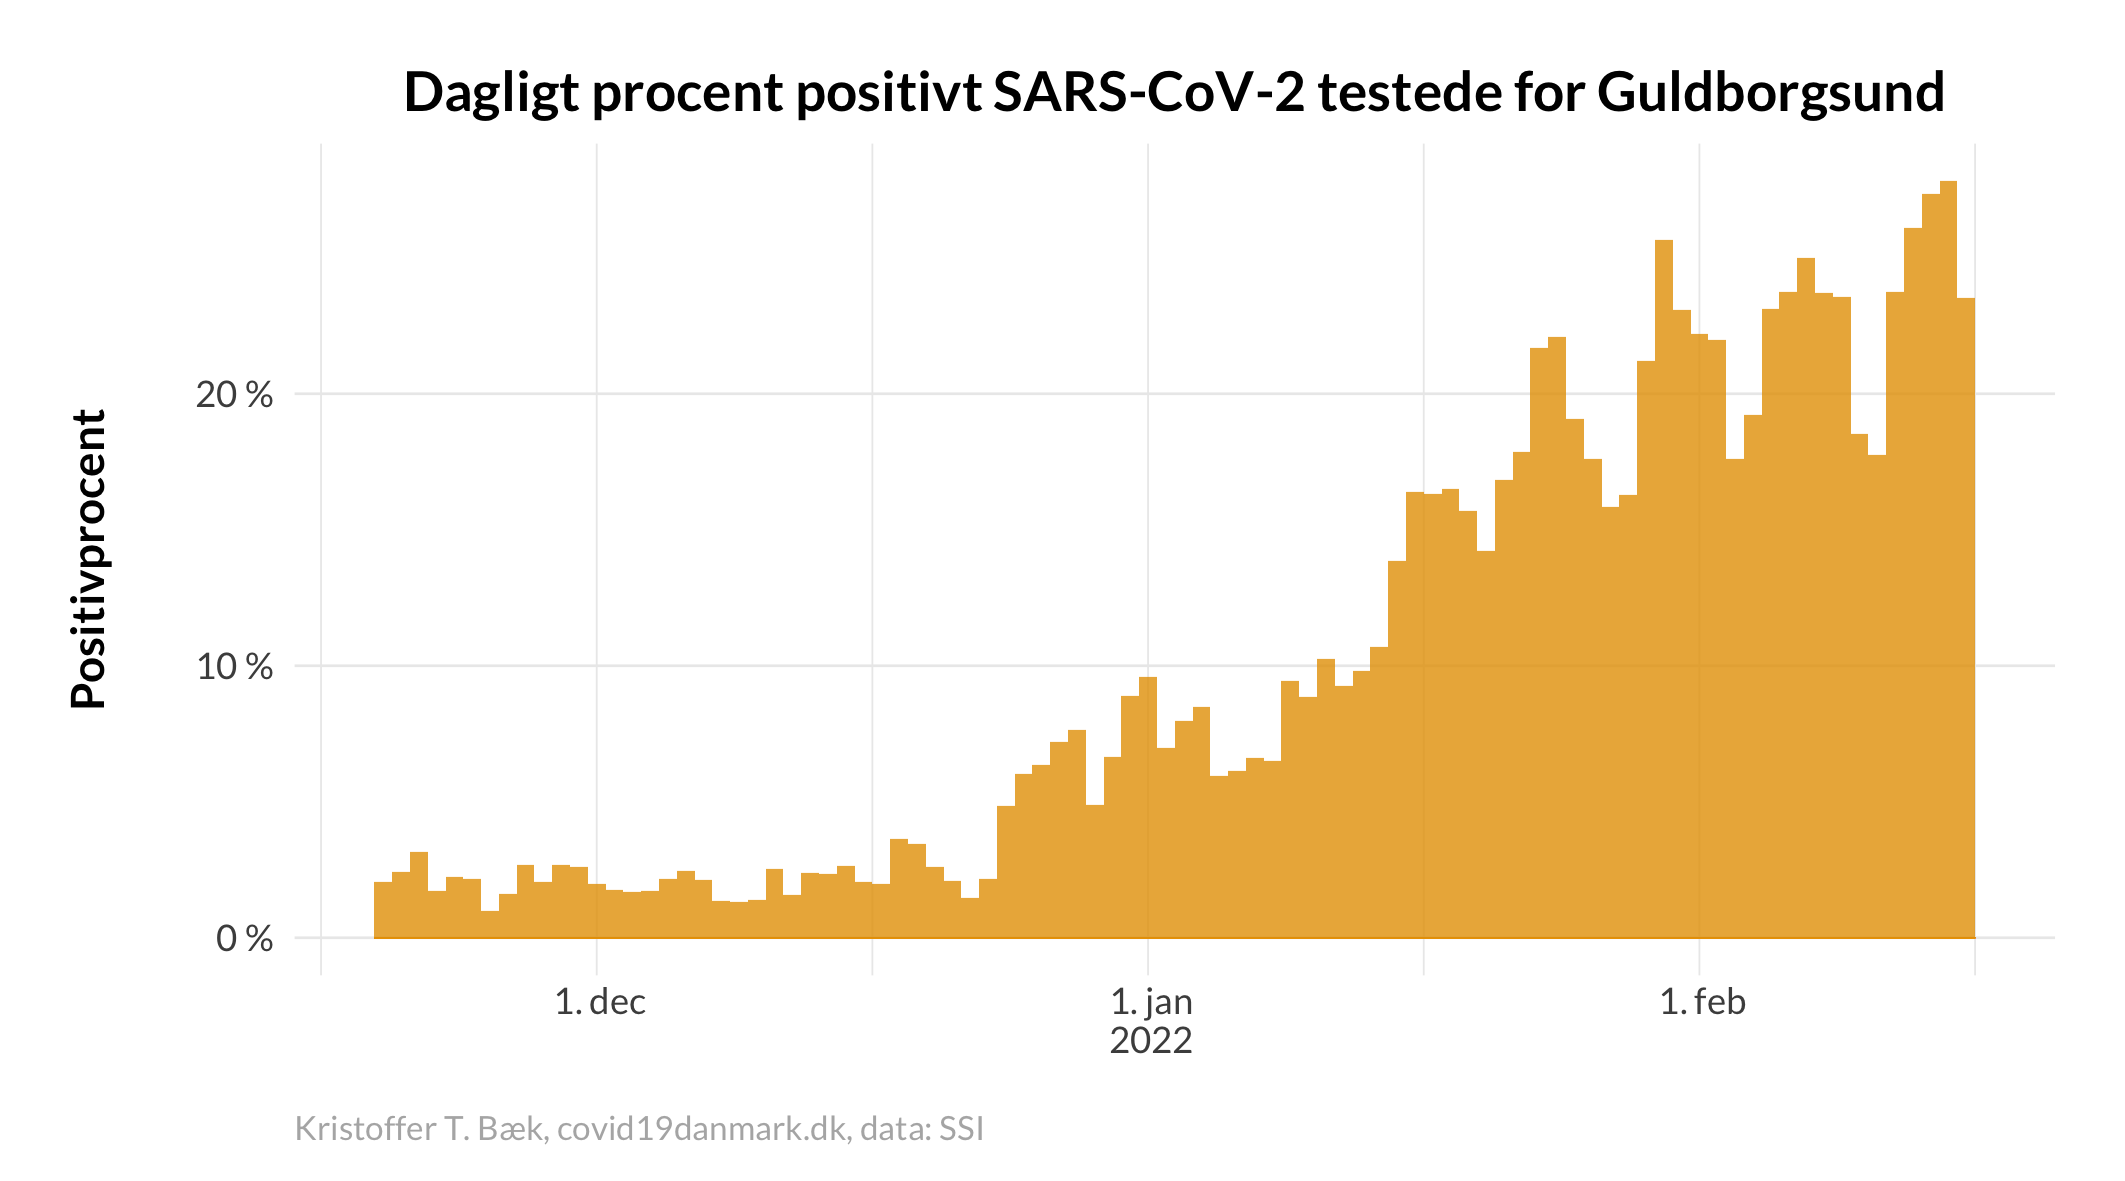 Dagligt procent positivt SARS-CoV-2 testede for Guldborgsund
Positivprocent
20 %
10 %
0 %
1. dec
1. jan
2022
1. feb
Kristoffer T. Bæk, covid19danmark.dk, data: SSI